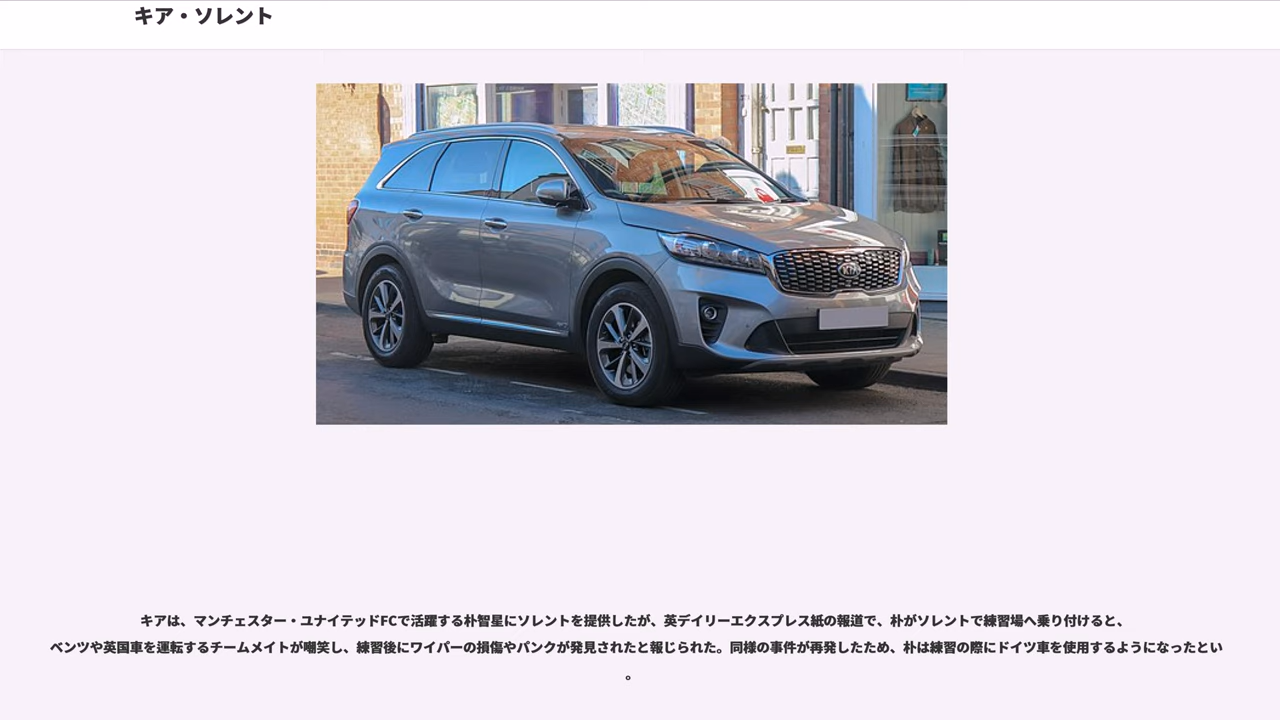 キア・ソレント
KIA
キアは、マンチェスター・ユナイテッドFCで活躍する朴智星にソレントを提供したが、英デイリーエクスプレス紙の報道で、朴がソレントで練習場へ乗り付けると、
ベンツや英国車を運転するチームメイトが嘲笑し、練習後にワイパーの損傷やパンクが発見されたと報じられた。同様の事件が再発したため、朴は練習の際にドイツ車を使用するようになったとい
。